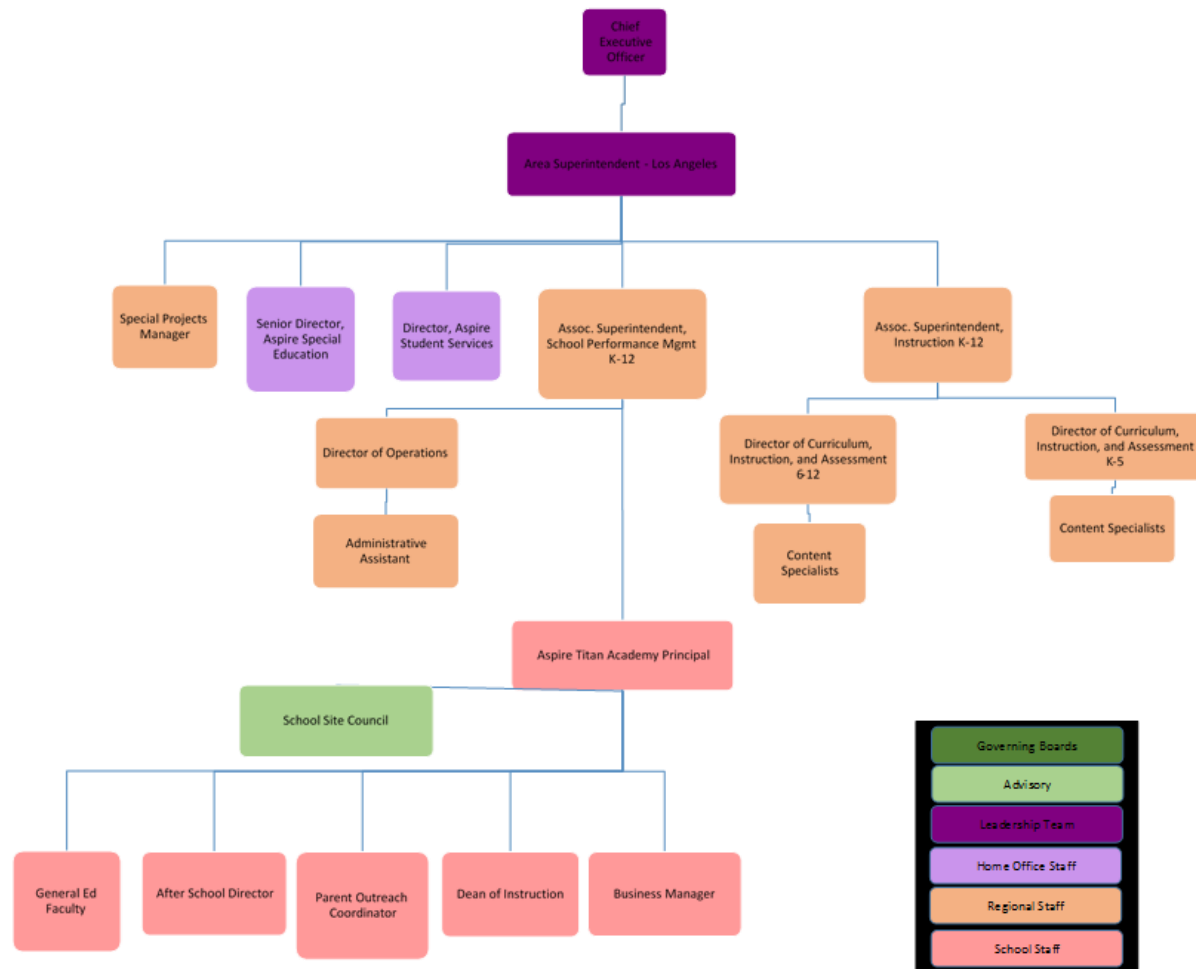 Chief
Executive
Officer
Area Superintendent - Los Angeles
Special Projects
Manager
Senior Director,
Aspire Special
Education
Director, Aspire
Student Services
Assoc. Superintendent,
School Performance Mgmt
K-12
Assoc. Superintendent,
Instruction K-12
Director of Operations
Director of Curriculum,
Instruction, and Assessment
6-12
Director of Curriculum,
Instruction, and Assessment
K-5
Administrative
Assistant
Content
Specialists
Content Specialists
Aspire Titan Academy Principal
School Site Council
General Ed
Faculty
After School Director
Parent Outreach
Coordinator
Dean of Instruction
Business Manager
Governing Boards
Advisory
Leadership Team
Home Office Staff
Regional Staff
School Staff